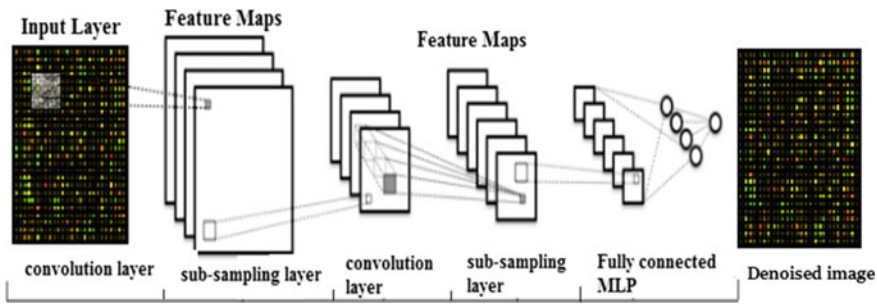 Input Layer
Feature Maps
Feature Maps
convolution layer
sub-sampling layer
convolution
layer
sub-sampling
layer
Fully connected
MLP
Denoised image